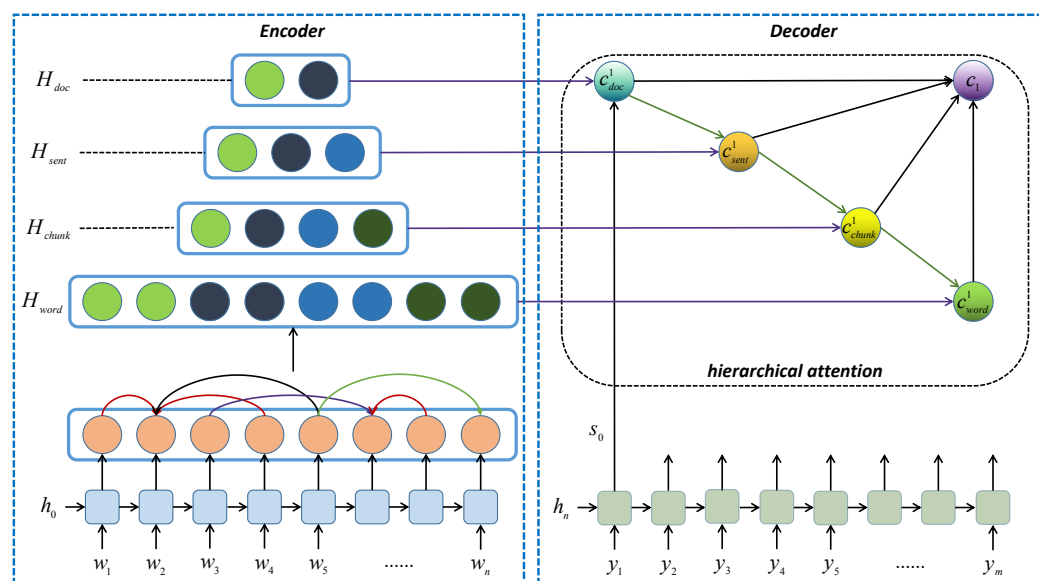 Encoder
H_doc
H_sent
H_chunk
H_word
h_0
w_1 w_2 w_3 w_4 w_5 ...... w_n
Decoder
c^1_doc
c_1
c^1_sent
c^1_chunk
c^1_word
hierarchical attention
s_0
h_n
......
y_1 y_2 y_3 y_4 y_5 ...... y_m